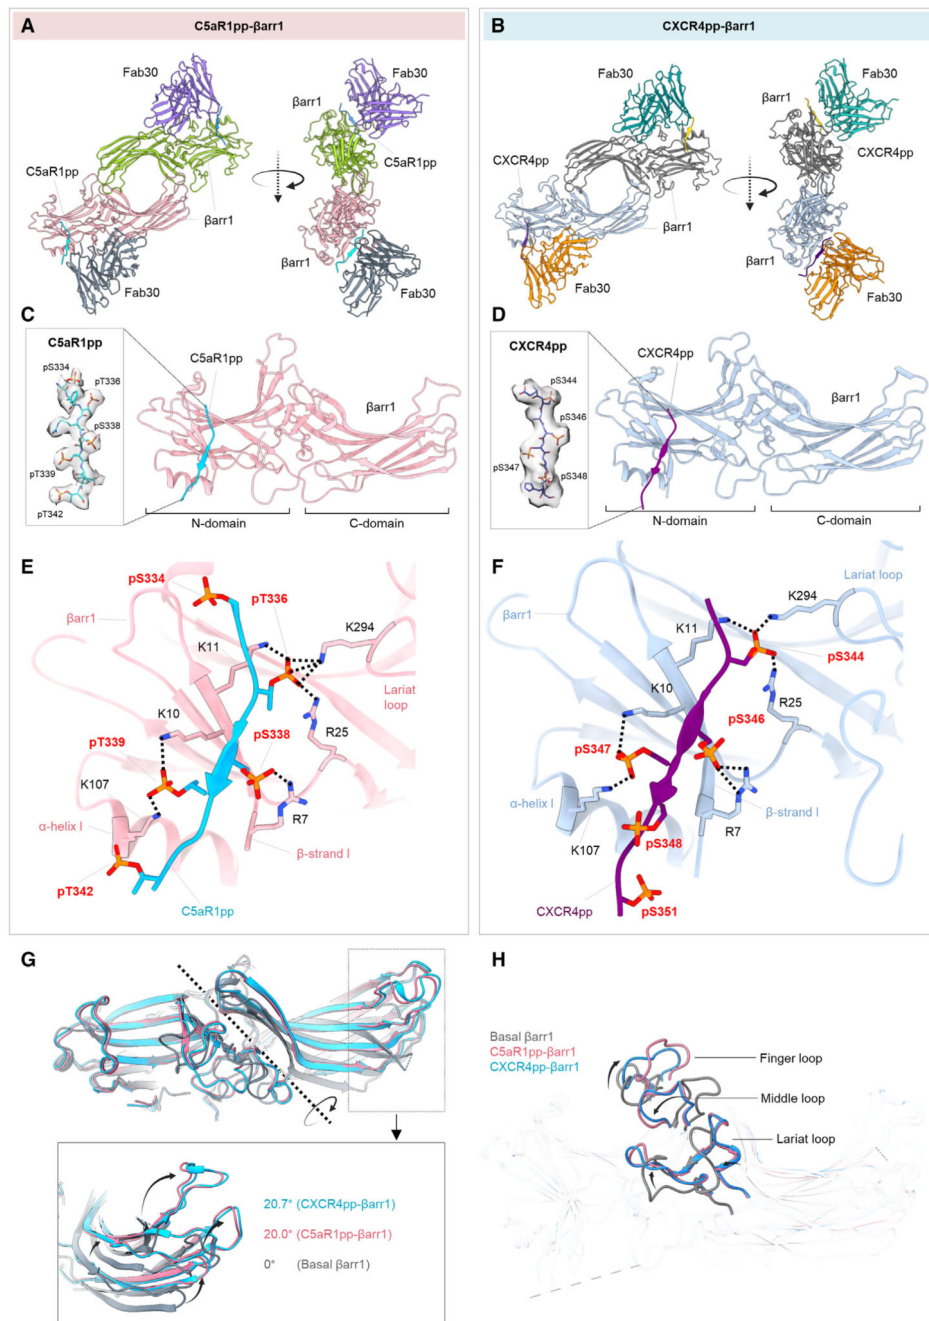 C5aR1pp-βarr1
A
Fab30
Fab30
βarr1
C5aR1pp
C5aR1pp
βarr1
βarr1
Fab30
Fab30
CXCR4pp-βarr1
B
Fab30
Fab30
βarr1
CXCR4pp
CXCR4pp
βarr1
βarr1
Fab30
Fab30
C
C5aR1pp
pS334
pT336
pS338
pT339
pT342
C5aR1pp
βarr1
N-domain
C-domain
D
CXCR4pp
pS344
pS346
pS347
pS348
CXCR4pp
βarr1
N-domain
C-domain
E
pS334
pT336
βarr1
K11
K294
Lariat
loop
K10
R25
pT339
pS338
K107
α-helix I
R7
β-strand I
pT342
C5aR1pp
F
Lariat loop
βarr1
K11
K294
pS344
K10
R25
pS347
pS346
α-helix I
β-strand I
R7
K107
pS348
CXCR4pp
pS351
G
20.7° (CXCR4pp-βarr1)
20.0° (C5aR1pp-βarr1)
0° (Basal βarr1)
H
Basal βarr1
C5aR1pp-βarr1
CXCR4pp-βarr1
Finger loop
Middle loop
Lariat loop